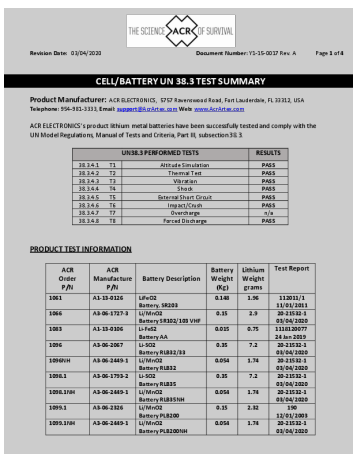 THE SCIENCE ACR OF SURVIVAL
Revision Date: 03/04/2020 Document Number: Y1-15-0017 Rev. A Page 1 of 4
CELL/BATTERY UN 38.3 TEST SUMMARY
Product Manufacturer: ACR ELECTRONICS, 5757 Ravenswood Road, Fort Lauderdale, FL 33312, USA
Telephone: 954-981-3333, Email: support@AcrArtex.com Web: www.AcrArtex.com
ACR ELECTRONICS's product lithium metal batteries have been successfully tested and comply with the
UN Model Regulations, Manual of Tests and Criteria, Part III, subsection 38.3.
UN38.3 PERFORMED TESTS RESULTS
38.3.4.1 T1 Altitude Simulation PASS
38.3.4.2 T2 Thermal Test PASS
38.3.4.3 T3 Vibration PASS
38.3.4.4 T4 Shock PASS
38.3.4.5 T5 External Short Circuit PASS
38.3.4.6 T6 Impact/Crush PASS
38.3.4.7 T7 Overcharge n/a
38.3.4.8 T8 Forced Discharge PASS
PRODUCT TEST INFORMATION
ACR ACR Battery Lithium Test Report
Order Manufacture Battery Description Weight Weight
P/N P/N (Kg) grams
1061 A3-13-0126 LiFeO2 0.148 1.96 112011/1
Battery, SR203 11/01/2011
1066 A3-06-1727-3 Li/MnO2 0.15 2.9 20-21532-1
Battery SR102/103 VHF 03/04/2020
1083 A1-13-0106 Li-FeS2 0.015 0.75 1118120077
Battery AA 24 Jan 2019
1096 A3-06-2067 Li-SO2 0.35 7.2 20-21532-1
Battery RLB32/33 03/04/2020
1096NH A3-06-2449-1 Li/MnO2 0.054 1.74 20-21532-1
Battery RLB32 03/04/2020
1098.1 A3-06-1793-2 Li-SO2 0.35 7.2 20-21532-1
Battery RLB35 03/04/2020
1098.1NH A3-06-2449-1 Li/MnO2 0.054 1.74 20-21532-1
Battery RLB35NH 03/04/2020
1099.1 A3-06-2326 Li/MnO2 0.15 2.32 190
Battery PLB200 12/01/2003
1099.1NH A3-06-2449-1 Li/MnO2 0.054 1.74 20-21532-1
Battery PLB200NH 03/04/2020